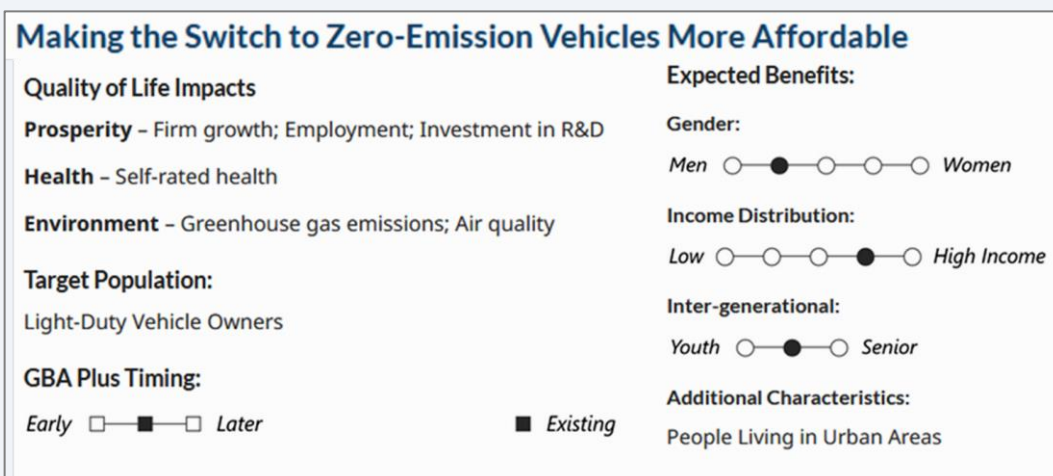 Making the Switch to Zero-Emission Vehicles More Affordable
Quality of Life Impacts
Prosperity – Firm growth; Employment; Investment in R&D
Health – Self-rated health
Environment – Greenhouse gas emissions; Air quality
Target Population:
Light-Duty Vehicle Owners
GBA Plus Timing:
Early Later Existing
Expected Benefits:
Gender:
Men Women
Income Distribution:
Low High Income
Inter-generational:
Youth Senior
Additional Characteristics:
People Living in Urban Areas